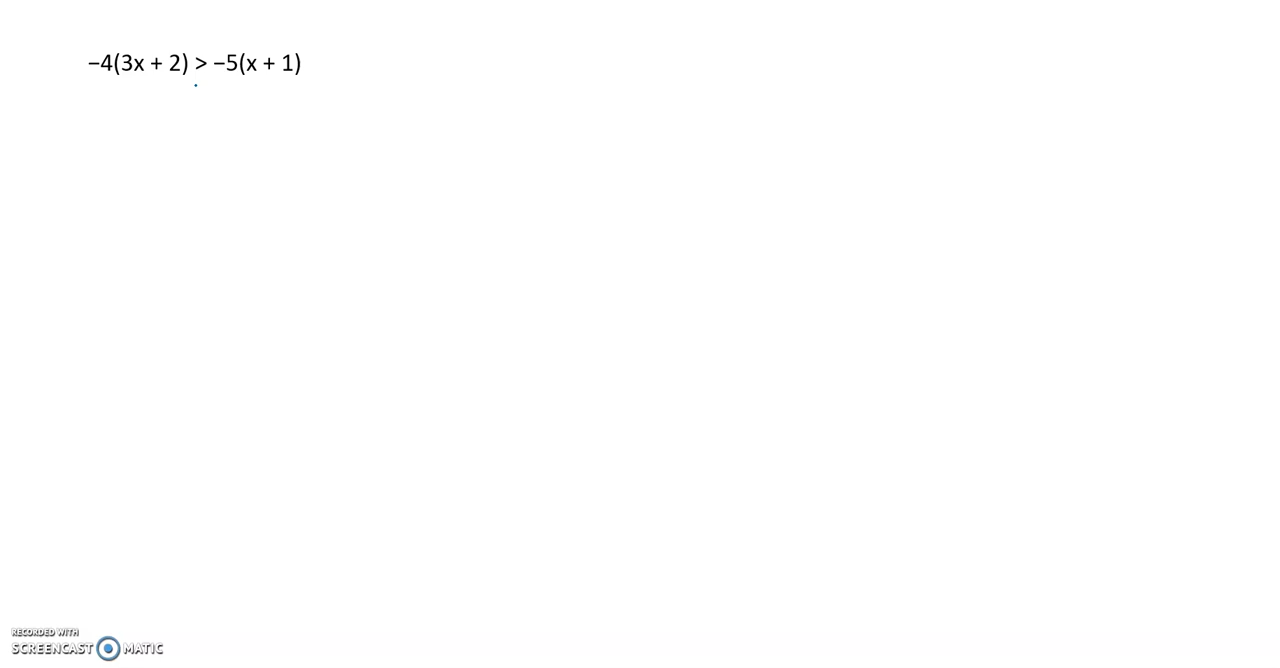 −4(3x + 2) > −5(x + 1)
RECORDED WITH
SCREENCAST MATIC